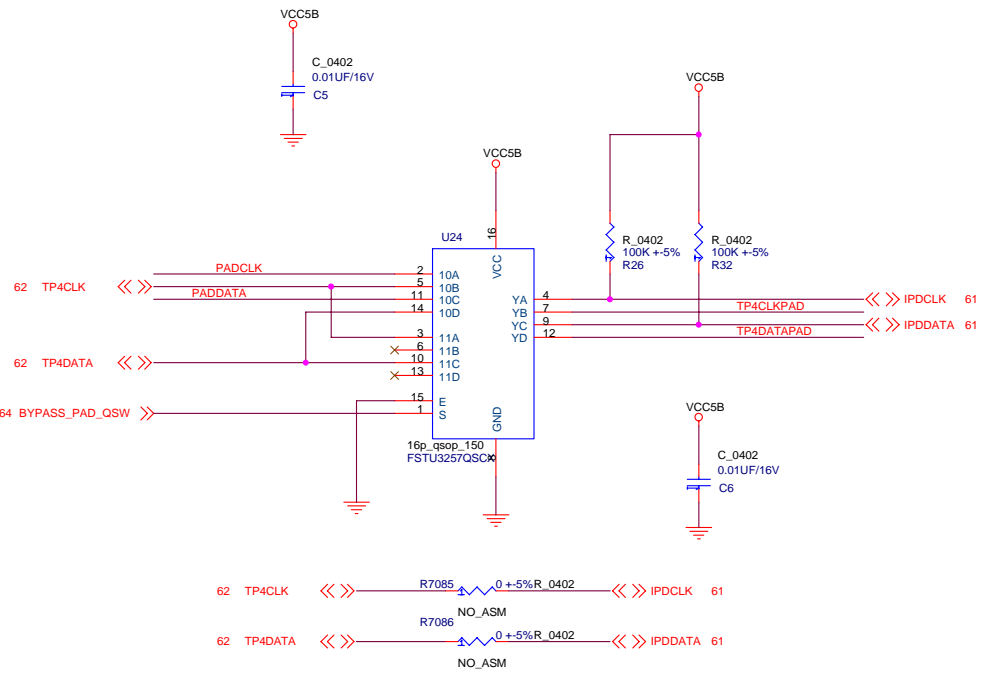 VCC5B
C_0402
0.01UF/16V
C5
VCC5B
VCC5B
R_0402
100K +-5%
R26
R_0402
100K +-5%
R32
U24
16
VCC
PADCLK
2
10A
62 TP4CLK
5
10B
PADDATA
11
10C
14
10D
3
11A
6
11B
62 TP4DATA
10
11C
13
11D
15
E
64 BYPASS_PAD_QSW
1
S
YA
4
IPDCLK 61
YB
7
TP4CLKPAD
YC
9
IPDDATA 61
YD
12
TP4DATAPAD
GND
16p_qsop_150
FSTU3257QSCX
VCC5B
C_0402
0.01UF/16V
C6
62 TP4CLK
R7085
1
0 +-5%
R_0402
IPDCLK 61
NO_ASM
R7086
62 TP4DATA
1
0 +-5%
R_0402
IPDDATA 61
NO_ASM